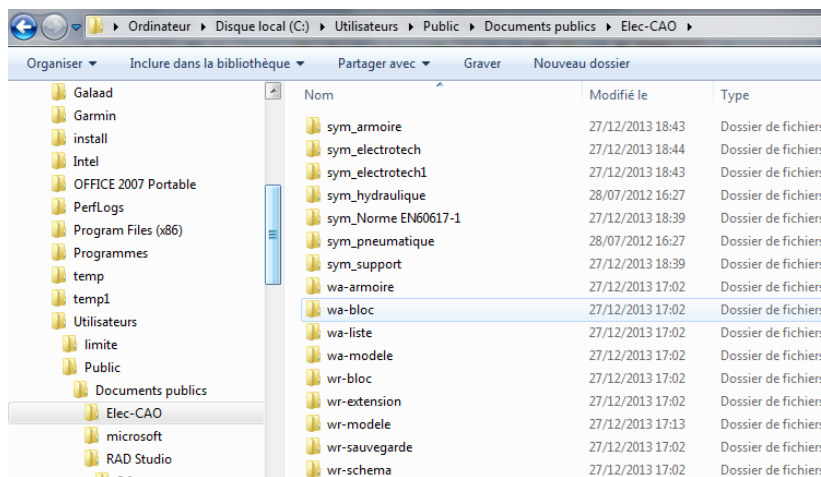 Ordinateur ▸ Disque local (C:) ▸ Utilisateurs ▸ Public ▸ Documents publics ▸ Elec-CAO ▸
Organiser ▾ Inclure dans la bibliothèque ▾ Partager avec ▾ Graver Nouveau dossier
Galaad
Garmin
install
Intel
OFFICE 2007 Portable
PerfLogs
Program Files (x86)
Programmes
temp
temp1
Utilisateurs
limite
Public
Documents publics
Elec-CAO
microsoft
RAD Studio
Nom Modifié le Type
sym_armoire 27/12/2013 18:43 Dossier de fichiers
sym_electrotech 27/12/2013 18:44 Dossier de fichiers
sym_electrotech1 27/12/2013 18:43 Dossier de fichiers
sym_hydraulique 28/07/2012 16:27 Dossier de fichiers
sym_Norme EN60617-1 27/12/2013 18:39 Dossier de fichiers
sym_pneumatique 28/07/2012 16:27 Dossier de fichiers
sym_support 27/12/2013 18:39 Dossier de fichiers
wa-armoire 27/12/2013 17:02 Dossier de fichiers
wa-bloc 27/12/2013 17:02 Dossier de fichiers
wa-liste 27/12/2013 17:02 Dossier de fichiers
wa-modele 27/12/2013 17:02 Dossier de fichiers
wr-bloc 27/12/2013 17:02 Dossier de fichiers
wr-extension 27/12/2013 17:02 Dossier de fichiers
wr-modele 27/12/2013 17:13 Dossier de fichiers
wr-sauvegarde 27/12/2013 17:02 Dossier de fichiers
wr-schema 27/12/2013 17:02 Dossier de fichiers